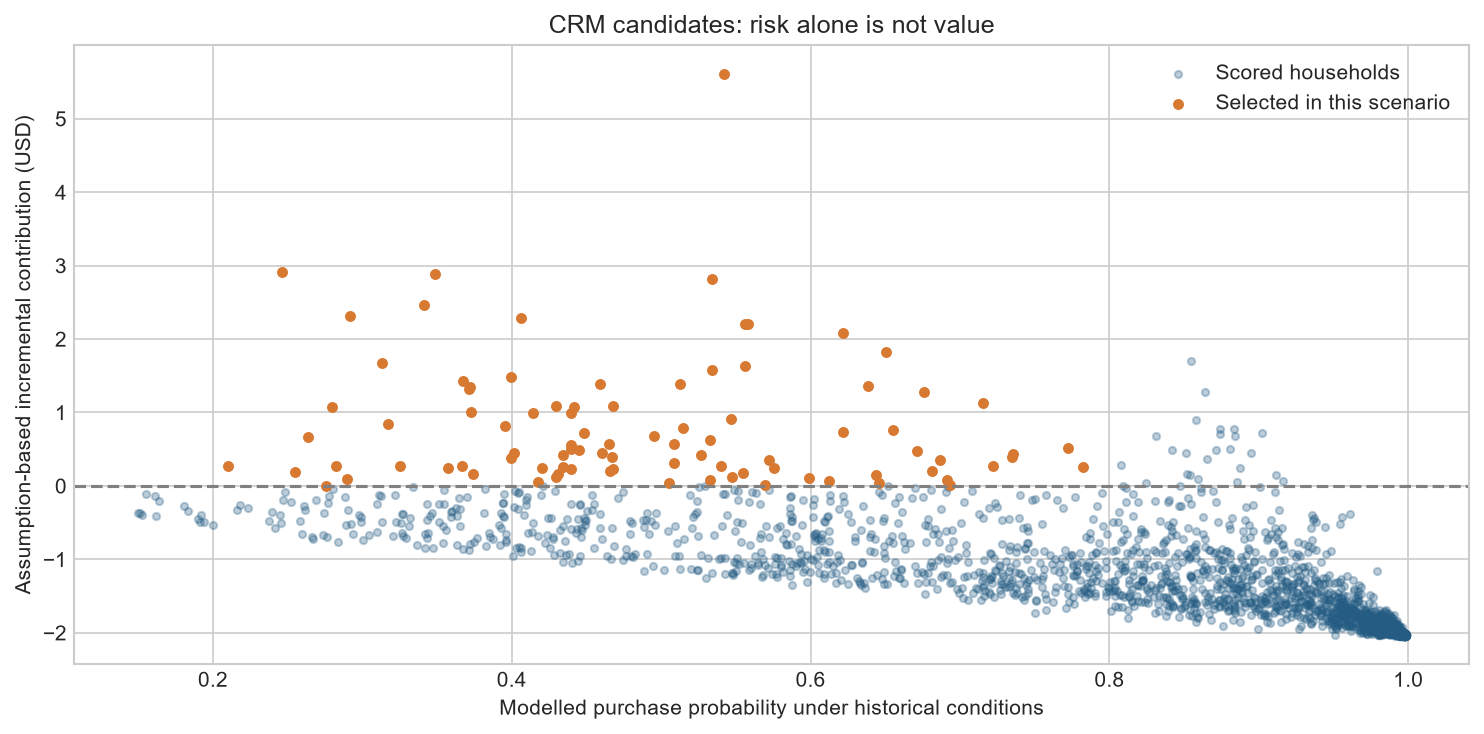 CRM candidates: risk alone is not value
Scored households
Selected in this scenario
Assumption-based incremental contribution (USD)
5
4
3
2
1
0
−1
−2
0.2
0.4
0.6
0.8
1.0
Modelled purchase probability under historical conditions